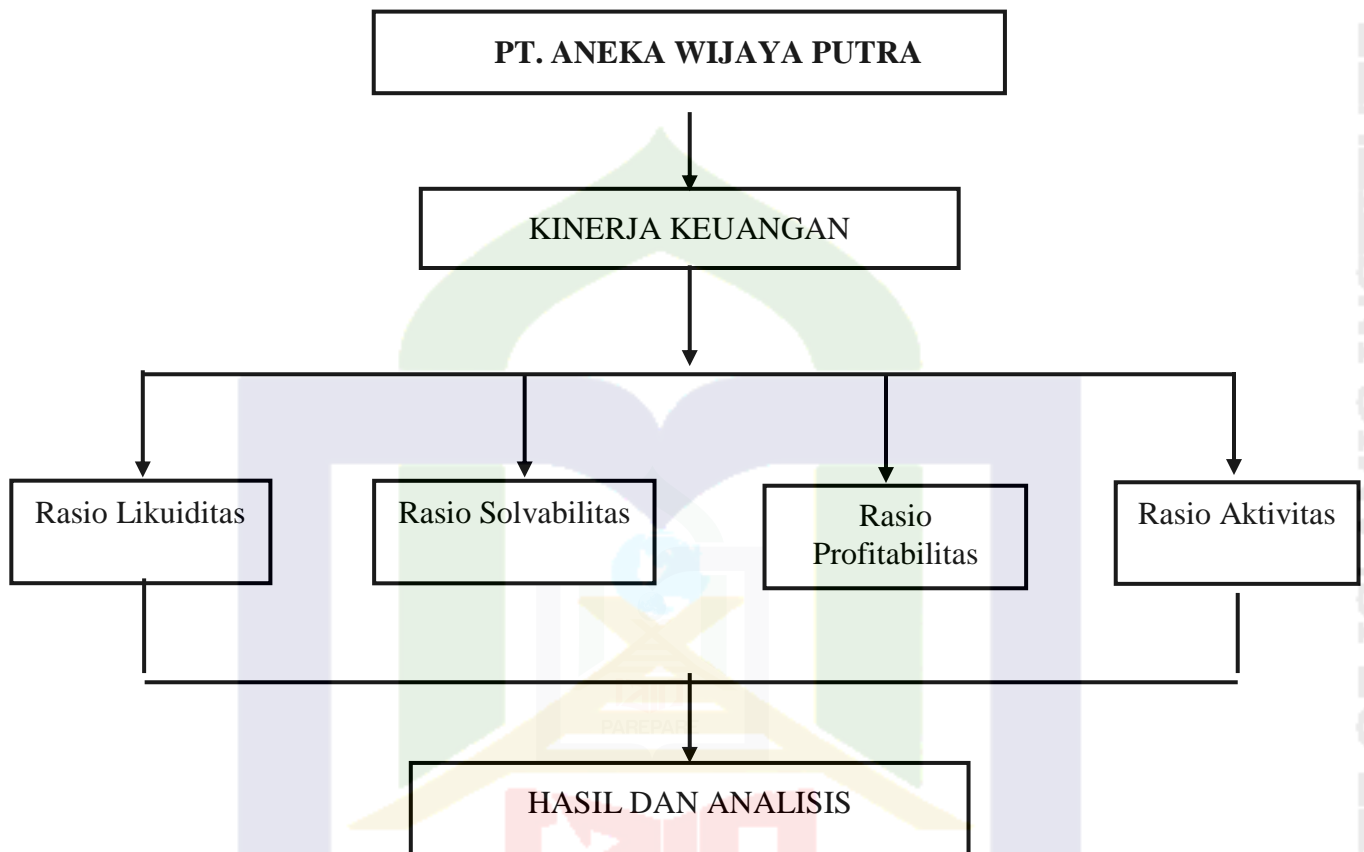 PT. ANEKA WIJAYA PUTRA
KINERJA KEUANGAN
Rasio Likuiditas
Rasio Solvabilitas
Rasio
Profitabilitas
Rasio Aktivitas
PAREPARE
HASIL DAN ANALISIS